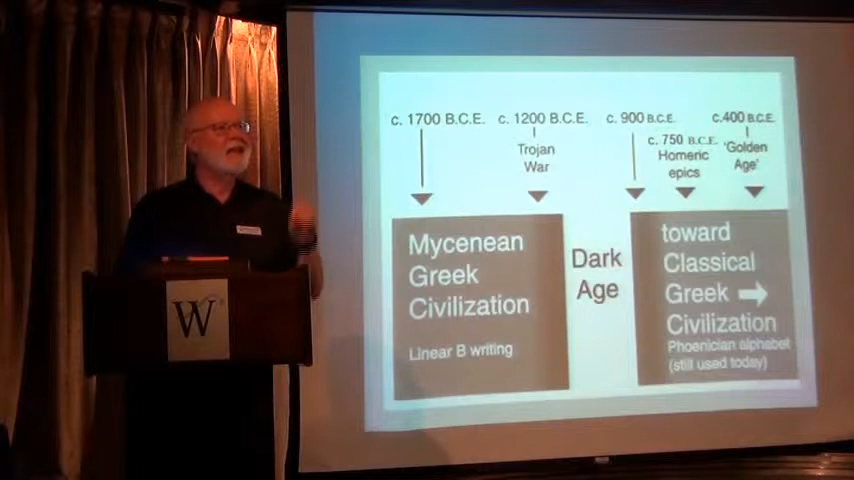 c. 1700 B.C.E. c. 1200 B.C.E. c. 900 B.C.E. c.400 B.C.E.
Trojan
War
c. 750 B.C.E.
Homeric
epics
'Golden
Age'
Mycenean
Greek
Civilization
Linear B writing
Dark
Age
toward
Classical
Greek
Civilization
Phoenician alphabet
(still used today)
W